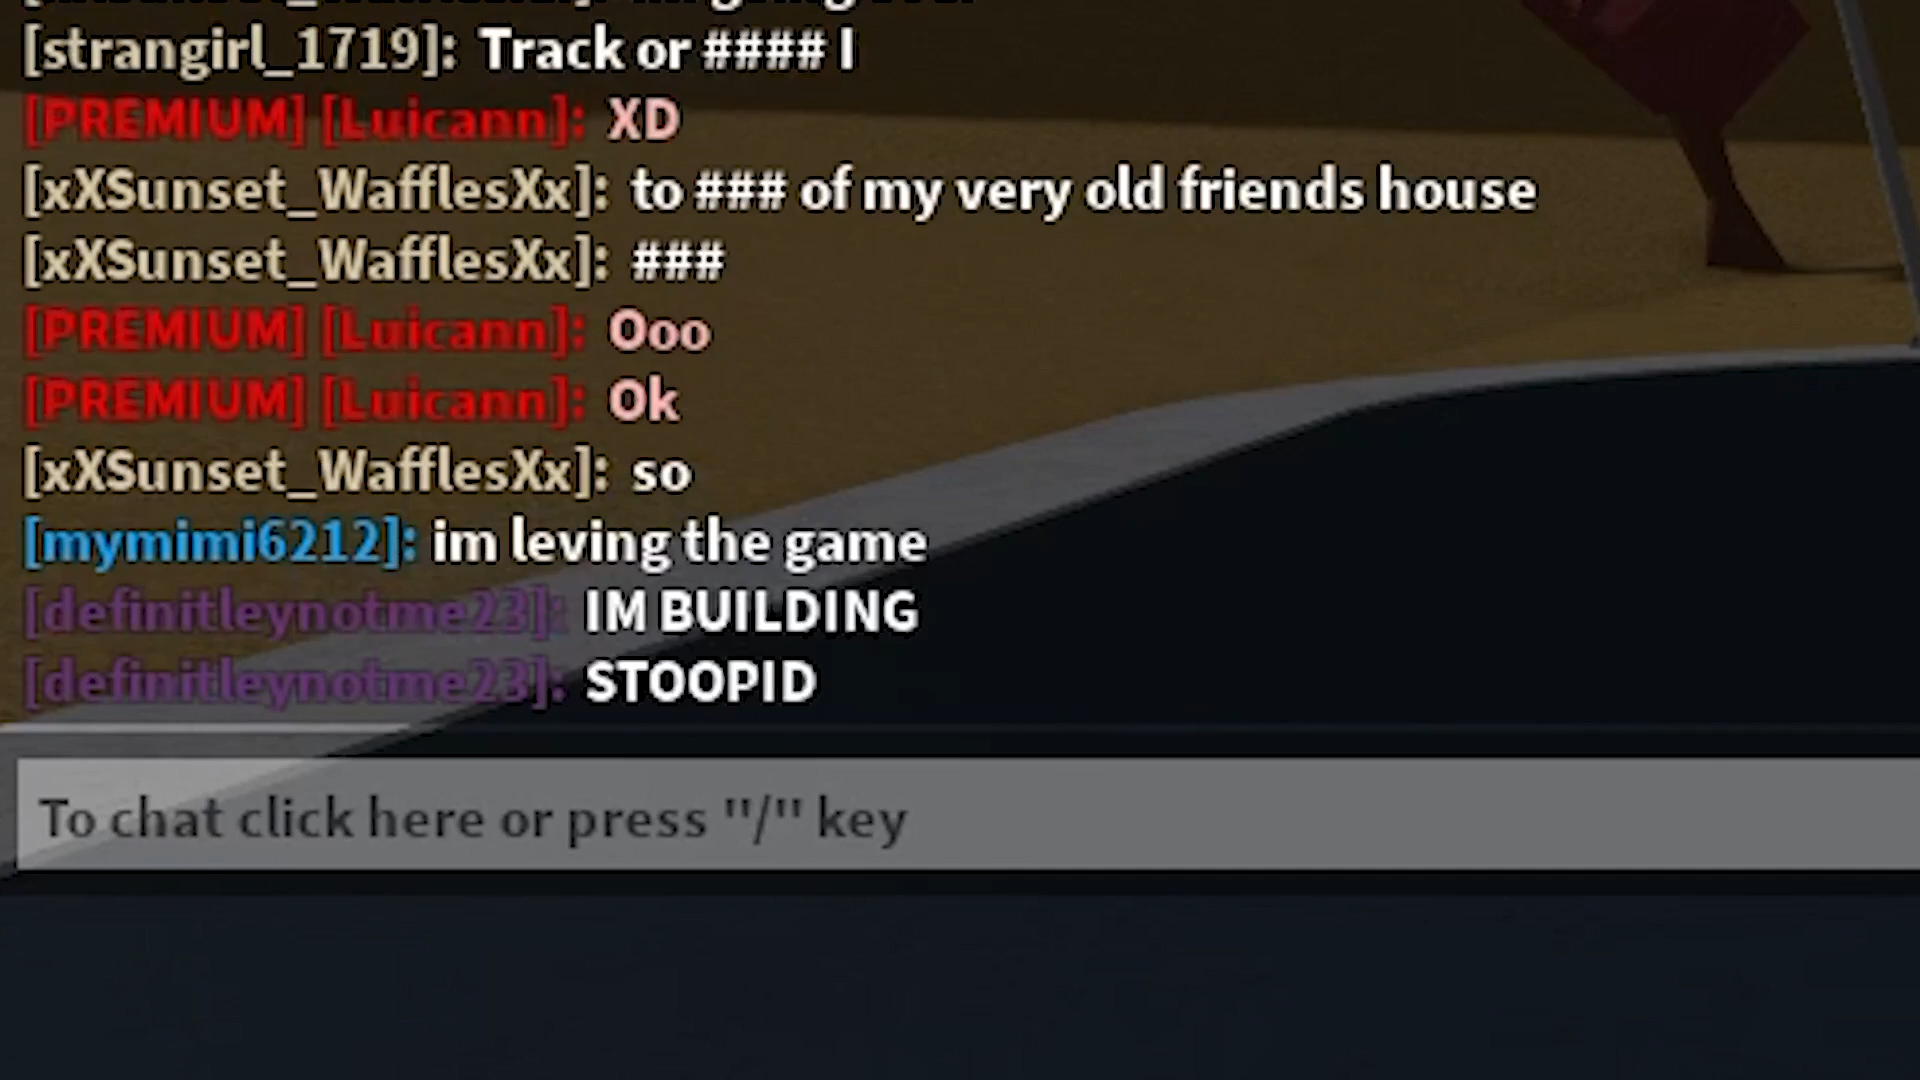 [strangirl_1719]: Track or #### I
[PREMIUM] [Luicann]: XD
[xXSunset_WafflesXx]: to ### of my very old friends house
[xXSunset_WafflesXx]: ###
[PREMIUM] [Luicann]: Ooo
[PREMIUM] [Luicann]: Ok
[xXSunset_WafflesXx]: so
[mymimi6212]: im leving the game
[definitleynotme23]: IM BUILDING
[definitleynotme23]: STOOPID
To chat click here or press "/" key